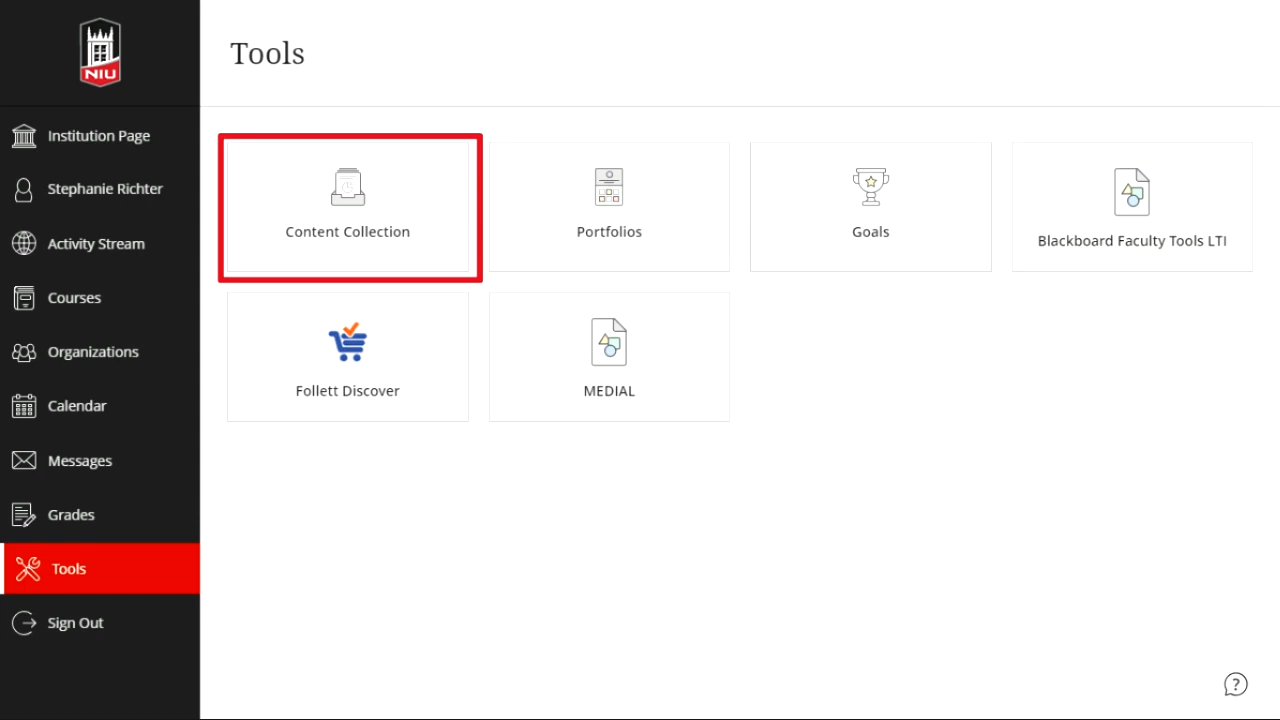 NIU
Tools
Institution Page
Stephanie Richter
Activity Stream
Courses
Organizations
Calendar
Messages
Grades
Tools
Sign Out
Content Collection
Portfolios
Goals
Blackboard Faculty Tools LTI
Follett Discover
MEDIAL
?